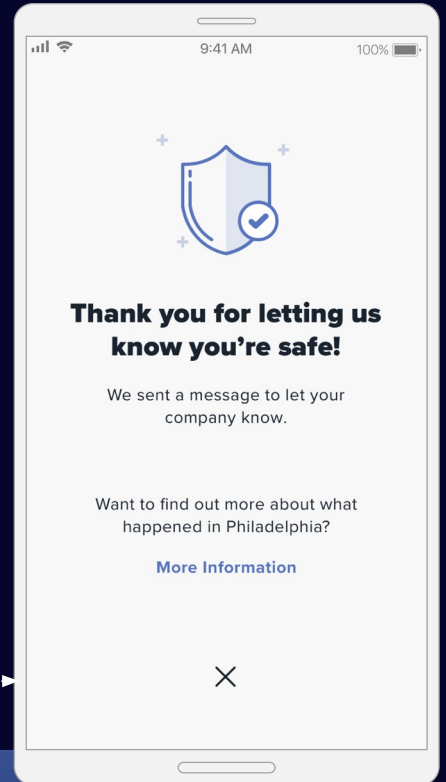 9:41 AM
100%
Thank you for letting us
know you're safe!
We sent a message to let your
company know.
Want to find out more about what
happened in Philadelphia?
More Information